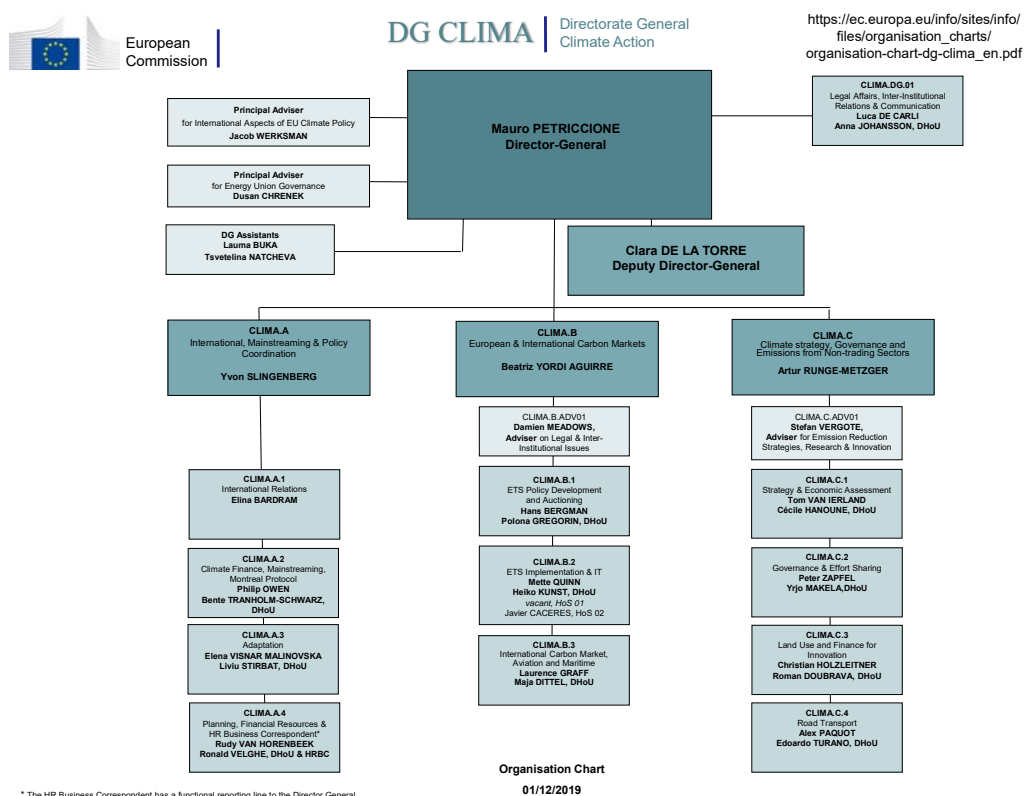 European
Commission
DG CLIMA
Directorate General
Climate Action
https://ec.europa.eu/info/sites/info/
files/organisation_charts/
organisation-chart-dg-clima_en.pdf
Mauro PETRICCIONE
Director-General
Principal Adviser
for International Aspects of EU Climate Policy
Jacob WERKSMAN
CLIMA.DG.01
Legal Affairs, Inter-Institutional
Relations & Communication
Luca DE CARLI
Anna JOHANSSON, DHoU
Principal Adviser
for Energy Union Governance
Dusan CHRENEK
DG Assistants
Lauma BUKA
Tsvetelina NATCHEVA
Clara DE LA TORRE
Deputy Director-General
CLIMA.A
International, Mainstreaming & Policy
Coordination
Yvon SLINGENBERG
CLIMA.B
European & International Carbon Markets
Beatriz YORDI AGUIRRE
CLIMA.C
Climate strategy, Governance and
Emissions from Non-trading Sectors
Artur RUNGE-METZGER
CLIMA.B.ADV01
Damien MEADOWS,
Adviser on Legal & Inter-
Institutional Issues
CLIMA.C.ADV01
Stefan VERGOTE,
Adviser for Emission Reduction
Strategies, Research & Innovation
CLIMA.A.1
International Relations
Elina BARDRAM
CLIMA.B.1
ETS Policy Development
and Auctioning
Hans BERGMAN
Polona GREGORIN, DHoU
CLIMA.C.1
Strategy & Economic Assessment
Tom VAN IERLAND
Cécile HANOUNE, DHoU
CLIMA.A.2
Climate Finance, Mainstreaming,
Montreal Protocol
Philip OWEN
Bente TRANHOLM-SCHWARZ,
DHoU
CLIMA.B.2
ETS Implementation & IT
Mette QUINN
Heiko KUNST, DHoU
vacant, HoS 01
Javier CACERES, HoS 02
CLIMA.C.2
Governance & Effort Sharing
Peter ZAPFEL
Yrjo MAKELA,DHoU
CLIMA.A.3
Adaptation
Elena VISNAR MALINOVSKA
Liviu STIRBAT, DHoU
CLIMA.B.3
International Carbon Market,
Aviation and Maritime
Laurence GRAFF
Maja DITTEL, DHoU
CLIMA.C.3
Land Use and Finance for
Innovation
Christian HOLZLEITNER
Roman DOUBRAVA, DHoU
CLIMA.A.4
Planning, Financial Resources &
HR Business Correspondent*
Rudy VAN HORENBEEK
Ronald VELGHE, DHoU & HRBC
CLIMA.C.4
Road Transport
Alex PAQUOT
Edoardo TURANO, DHoU
Organisation Chart
01/12/2019
* The HR Business Correspondent has a functional reporting line to the Director General